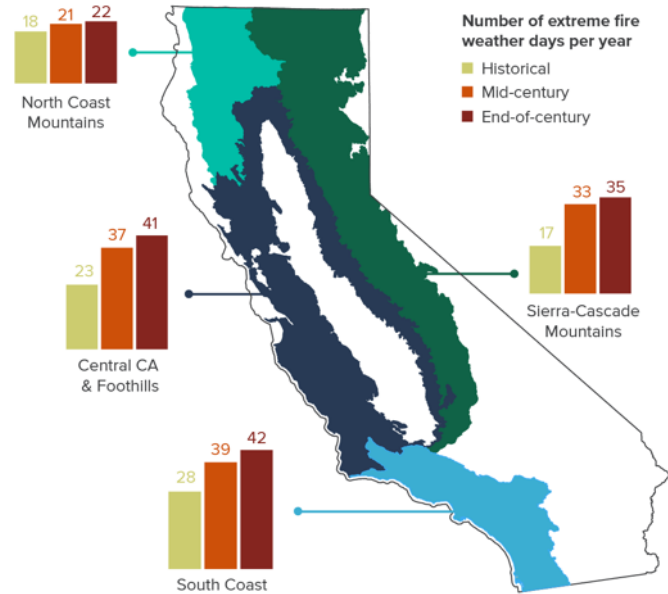 18 21 22
North Coast
Mountains
Number of extreme fire
weather days per year
Historical
Mid-century
End-of-century
17 33 35
Sierra-Cascade
Mountains
23 37 41
Central CA
& Foothills
28 39 42
South Coast